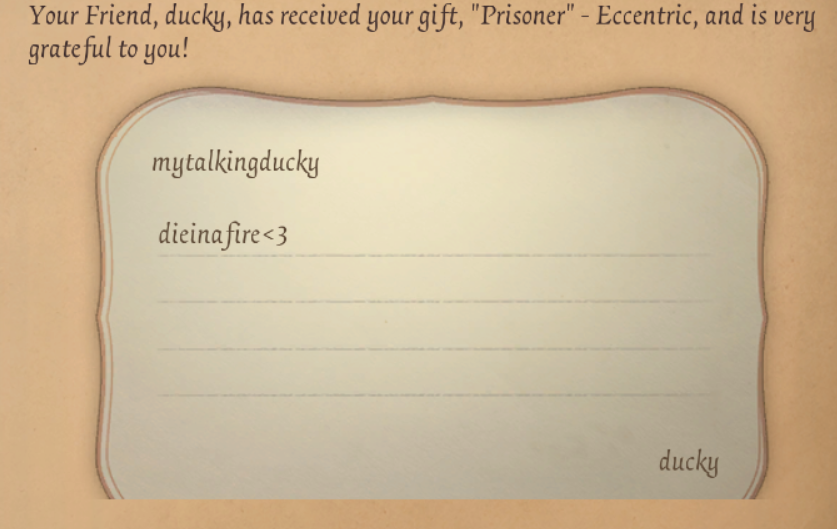 Your Friend, ducky, has received your gift, "Prisoner" - Eccentric, and is very
grateful to you!
mytalkingducky
dieinafire<3
ducky